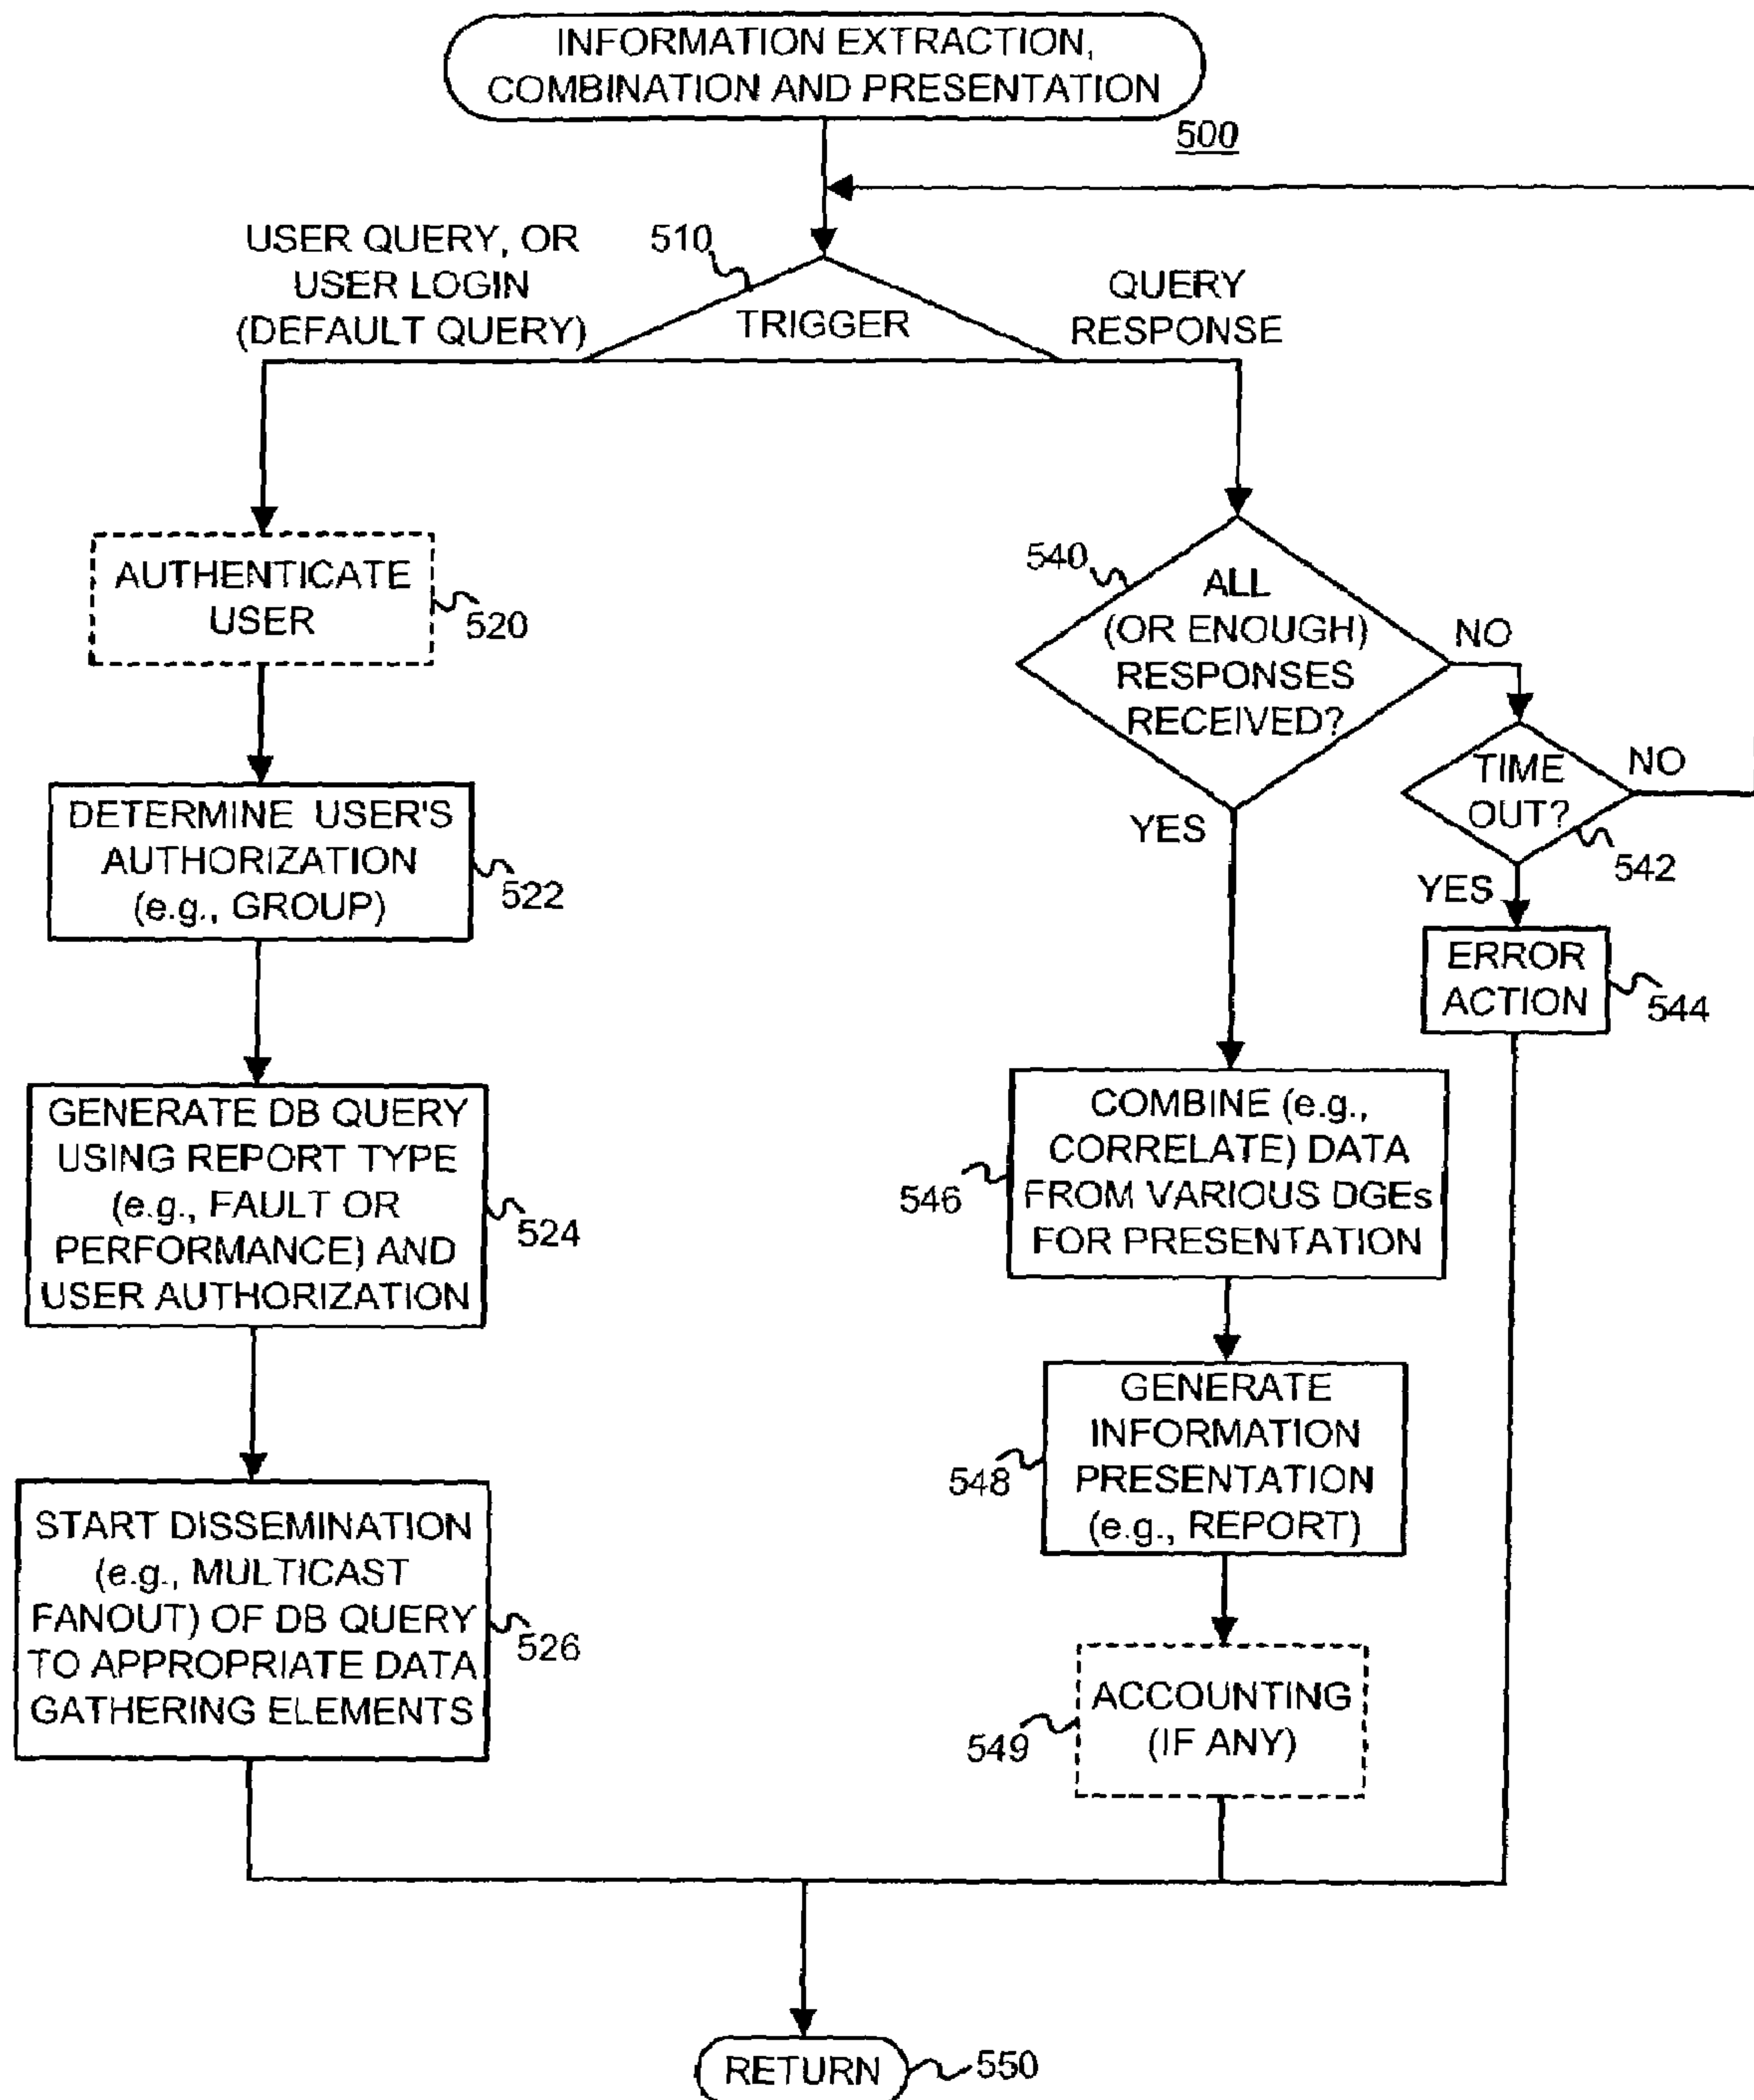 INFORMATION EXTRACTION,
COMBINATION AND PRESENTATION
500
USER QUERY, OR
USER LOGIN
(DEFAULT QUERY)
510
TRIGGER
QUERY
RESPONSE
AUTHENTICATE
USER
520
DETERMINE USER'S
AUTHORIZATION
(e.g., GROUP)
522
GENERATE DB QUERY
USING REPORT TYPE
(e.g., FAULT OR
PERFORMANCE) AND
USER AUTHORIZATION
524
START DISSEMINATION
(e.g., MULTICAST
FANOUT) OF DB QUERY
TO APPROPRIATE DATA
GATHERING ELEMENTS
526
540
ALL
(OR ENOUGH)
RESPONSES
RECEIVED?
NO
YES
TIME
OUT?
NO
542
YES
ERROR
ACTION
544
COMBINE (e.g.,
CORRELATE) DATA
FROM VARIOUS DGEs
FOR PRESENTATION
546
GENERATE
INFORMATION
PRESENTATION
(e.g., REPORT)
548
ACCOUNTING
(IF ANY)
549
RETURN
550